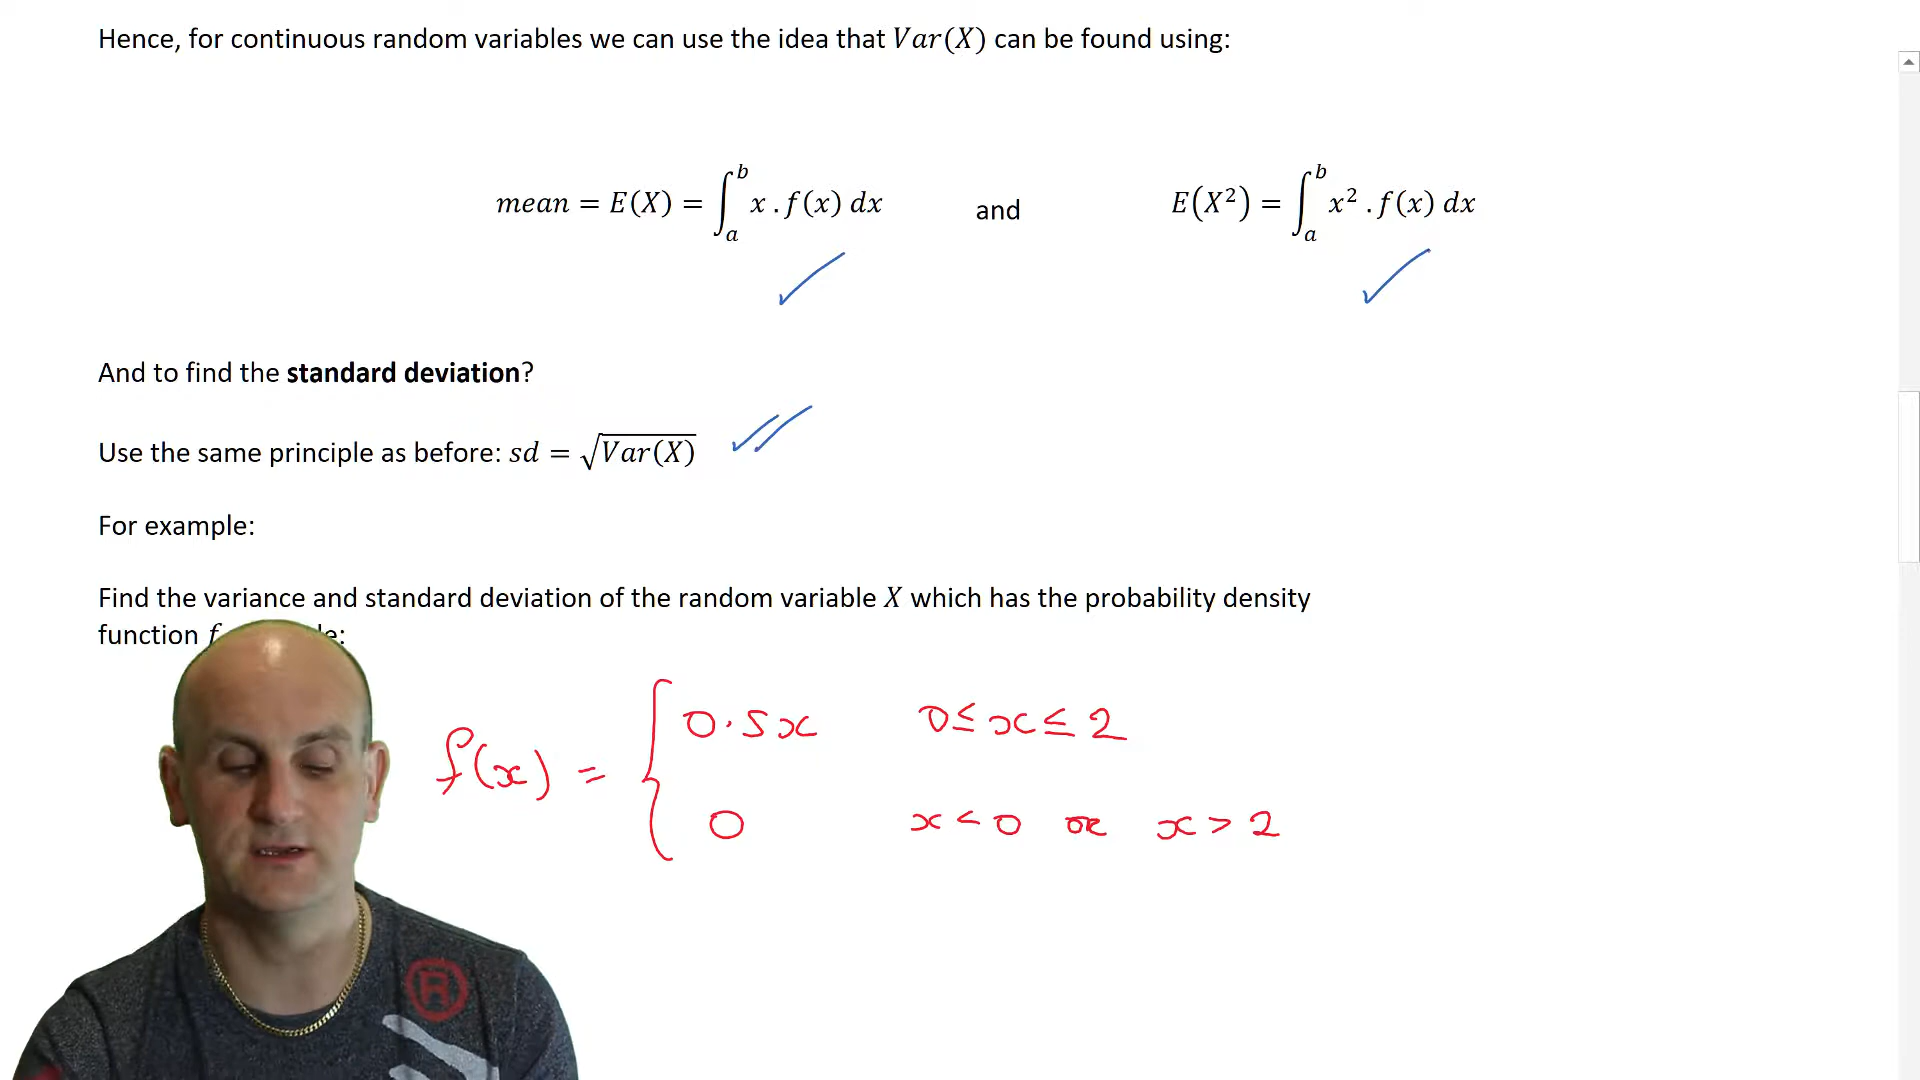 Hence, for continuous random variables we can use the idea that Var(X) can be found using:
mean = E(X) = ∫_a^b x . f(x) dx and E(X²) = ∫_a^b x² . f(x) dx
And to find the standard deviation?
Use the same principle as before: sd = √Var(X)
For example:
Find the variance and standard deviation of the random variable X which has the probability density
function f
f(x) = { 0.5x 0 ≤ x ≤ 2
0 x < 0 or x > 2
R